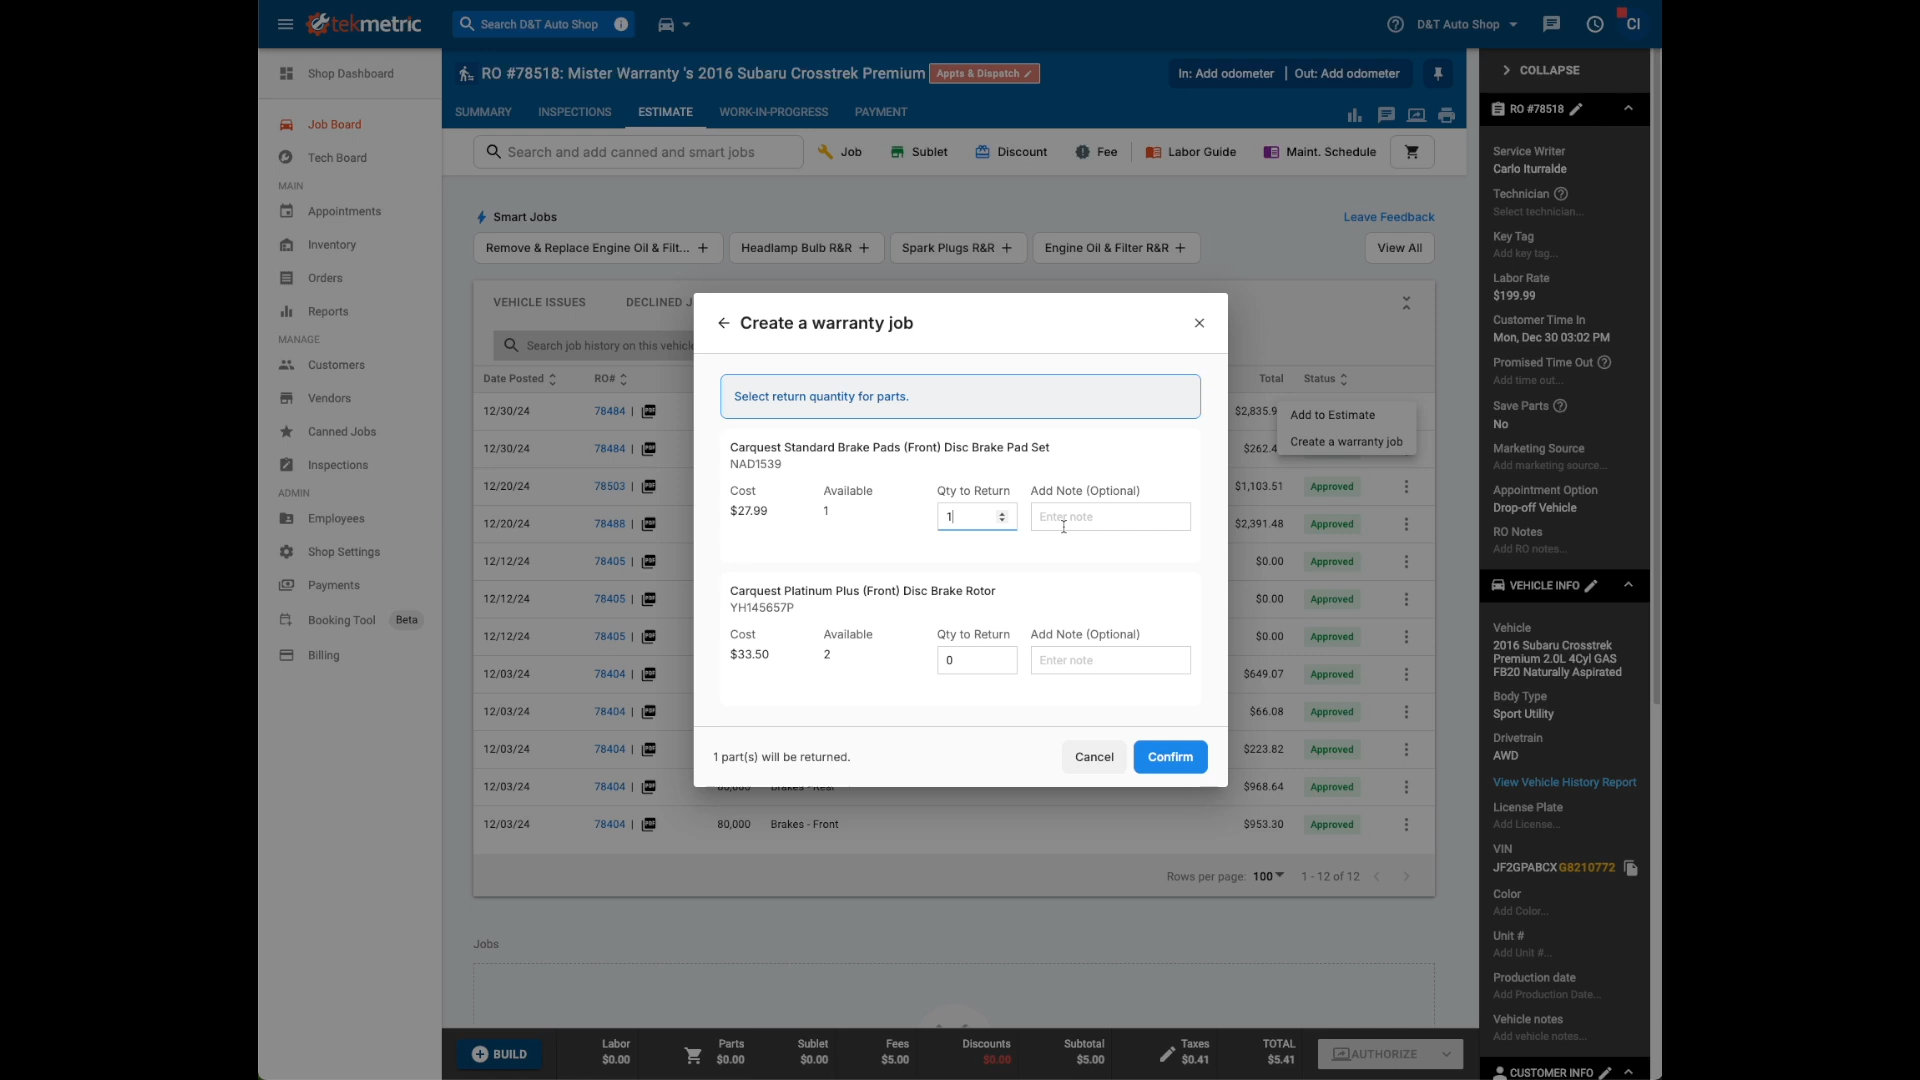 tekmetric
Search D&T Auto Shop
D&T Auto Shop
CI
Shop Dashboard
Job Board
Tech Board
MAIN
Appointments
Inventory
Orders
Reports
MANAGE
Customers
Vendors
Canned Jobs
Inspections
ADMIN
Employees
Shop Settings
Payments
Booking Tool Beta
Billing
RO #78518: Mister Warranty 's 2016 Subaru Crosstrek Premium Appts & Dispatch
In: Add odometer | Out: Add odometer
SUMMARY INSPECTIONS ESTIMATE WORK-IN-PROGRESS PAYMENT
Search and add canned and smart jobs Job Sublet Discount Fee Labor Guide Maint. Schedule
Smart Jobs Leave Feedback
Remove & Replace Engine Oil & Filt... + Headlamp Bulb R&R + Spark Plugs R&R + Engine Oil & Filter R&R + View All
VEHICLE ISSUES DECLINED J
Search job history on this vehicle
Date Posted RO# Total Status
12/30/24 78484 | PDF $2,835.9
12/30/24 78484 | PDF $262.4
12/20/24 78503 | PDF $1,103.51 Approved
12/20/24 78488 | PDF $2,391.48 Approved
12/12/24 78405 | PDF $0.00 Approved
12/12/24 78405 | PDF $0.00 Approved
12/12/24 78405 | PDF $0.00 Approved
12/03/24 78404 | PDF $649.07 Approved
12/03/24 78404 | PDF $66.08 Approved
12/03/24 78404 | PDF $223.82 Approved
12/03/24 78404 | PDF 80,000 Brakes - Rear $968.64 Approved
12/03/24 78404 | PDF 80,000 Brakes - Front $953.30 Approved
Rows per page: 100 1 - 12 of 12
Add to Estimate
Create a warranty job
Create a warranty job
Select return quantity for parts.
Carquest Standard Brake Pads (Front) Disc Brake Pad Set
NAD1539
Cost Available Qty to Return Add Note (Optional)
$27.99 1 1 Enter note
Carquest Platinum Plus (Front) Disc Brake Rotor
YH145657P
Cost Available Qty to Return Add Note (Optional)
$33.50 2 0 Enter note
1 part(s) will be returned. Cancel Confirm
Jobs
BUILD
Labor Parts Sublet Fees Discounts Subtotal Taxes TOTAL
$0.00 $0.00 $0.00 $5.00 $0.00 $5.00 $0.41 $5.41
AUTHORIZE
COLLAPSE
RO #78518
Service Writer
Carlo Iturralde
Technician
Select technician...
Key Tag
Add key tag...
Labor Rate
$199.99
Customer Time In
Mon, Dec 30 03:02 PM
Promised Time Out
Add time out...
Save Parts
No
Marketing Source
Add marketing source...
Appointment Option
Drop-off Vehicle
RO Notes
Add RO notes...
VEHICLE INFO
Vehicle
2016 Subaru Crosstrek
Premium 2.0L 4Cyl GAS
FB20 Naturally Aspirated
Body Type
Sport Utility
Drivetrain
AWD
View Vehicle History Report
License Plate
Add License...
VIN
JF2GPABCXG8210772
Color
Add Color...
Unit #
Add Unit #...
Production date
Add Production Date...
Vehicle notes
Add vehicle notes...
CUSTOMER INFO